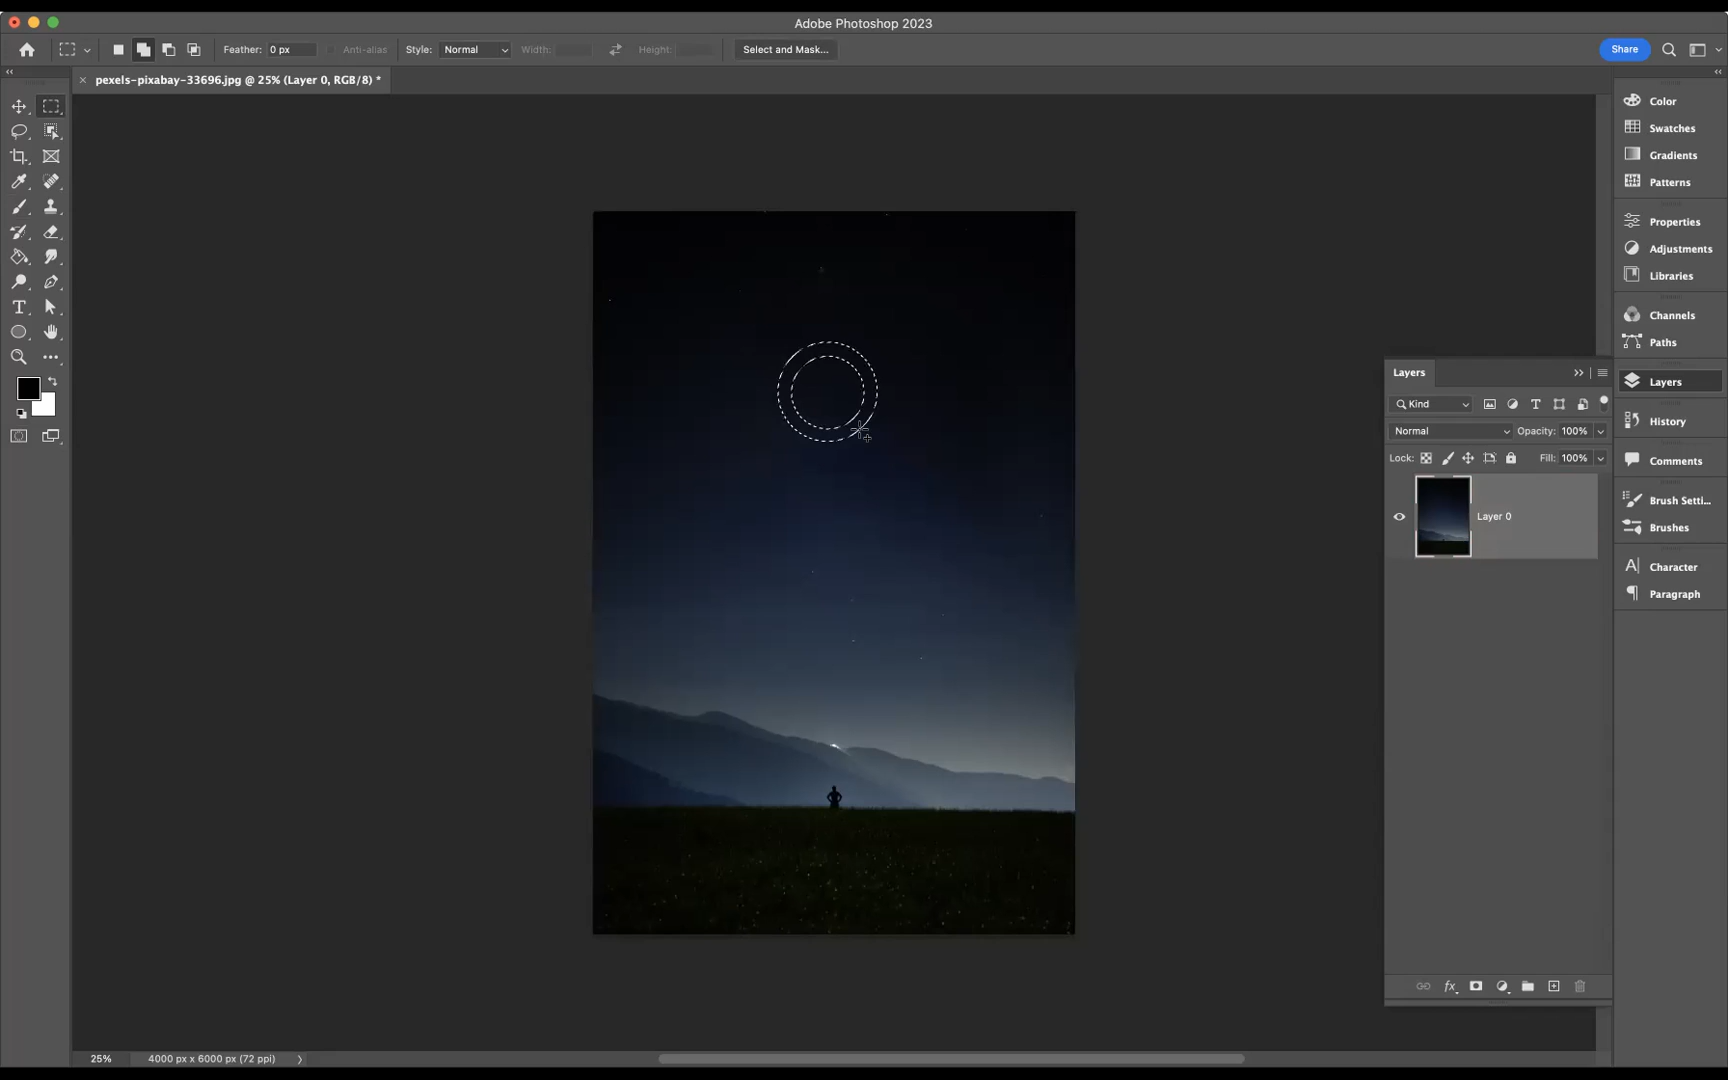 Adobe Photoshop 2023
Feather: 0 px Anti-alias Style: Normal Width: Height: Select and Mask... Share
pexels-pixabay-33696.jpg @ 25% (Layer 0, RGB/8) *
Color
Swatches
Gradients
Patterns
Properties
Adjustments
Libraries
Channels
Paths
Layers
History
Comments
Brush Setti...
Brushes
Character
Paragraph
Layers
Kind
Normal Opacity: 100%
Lock: Fill: 100%
Layer 0
25% 4000 px x 6000 px (72 ppi)